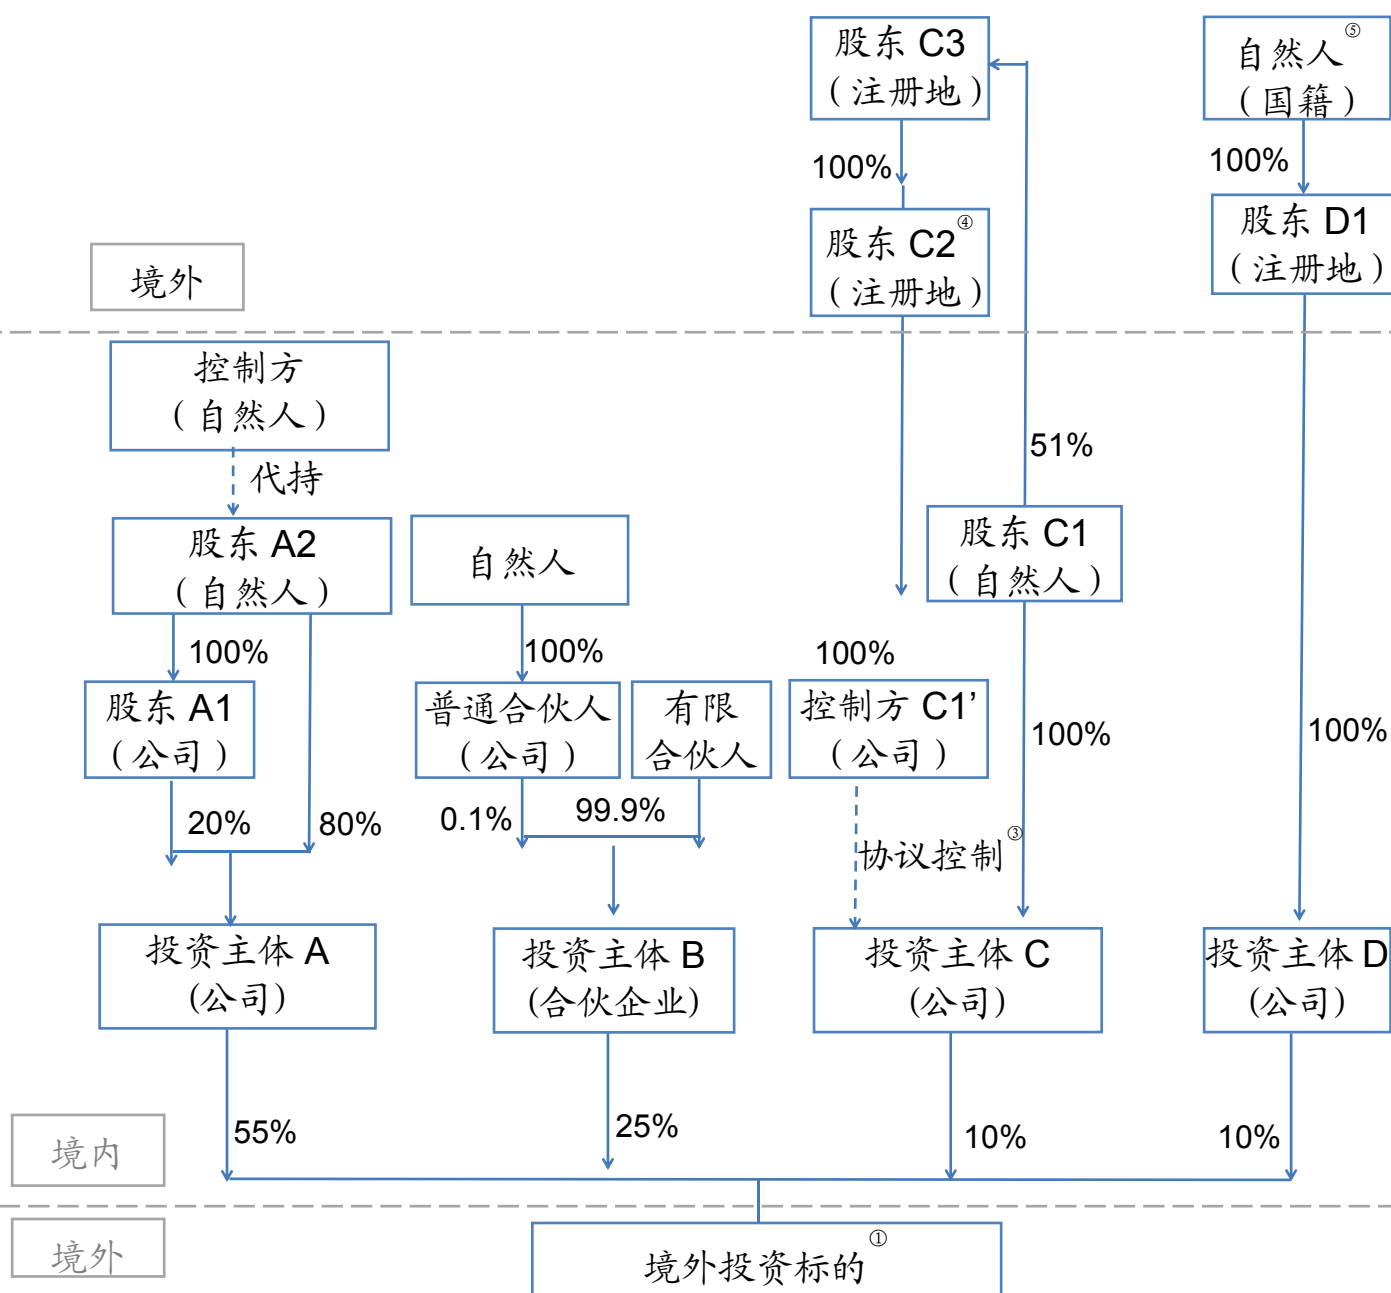 股东 C3
（注册地）
自然人⑤
（国籍）
100%
100%
股东 C2④
（注册地）
股东 D1
（注册地）
境外
控制方
（自然人）
代持
51%
股东 A2
（自然人）
自然人
股东 C1
（自然人）
100%
100%
100%
股东 A1
（公司）
普通合伙人
（公司）
有限
合伙人
控制方 C1’
（公司）
100%
100%
20%
80%
0.1%
99.9%
协议控制③
投资主体 A
(公司)
投资主体 B
(合伙企业)
投资主体 C
(公司)
投资主体 D
(公司)
境内
55%
25%
10%
10%
境外
境外投资标的①